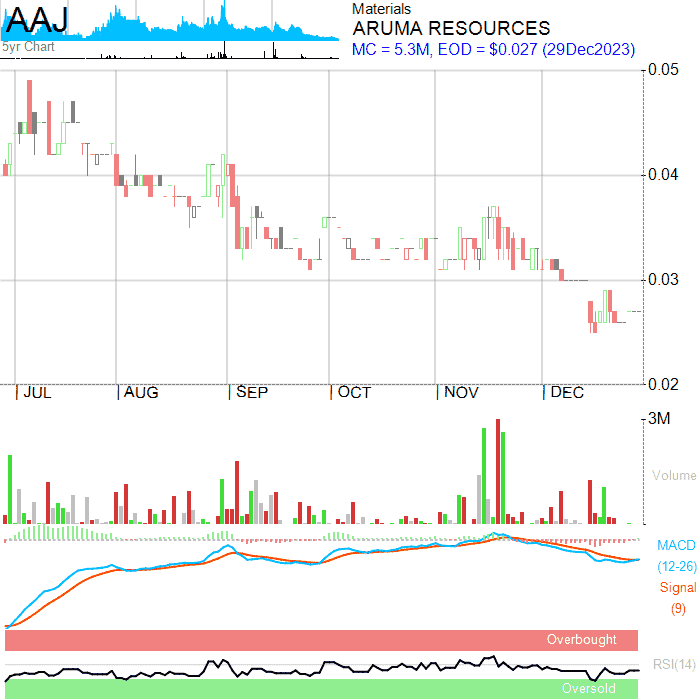 AAJ
5yr Chart
Materials
ARUMA RESOURCES
MC = 5.3M, EOD = $0.027 (29Dec2023)
0.05
0.04
0.03
0.02
JUL AUG SEP OCT NOV DEC
3M
Volume
MACD
(12-26)
Signal
(9)
Overbought
RSI(14)
Oversold